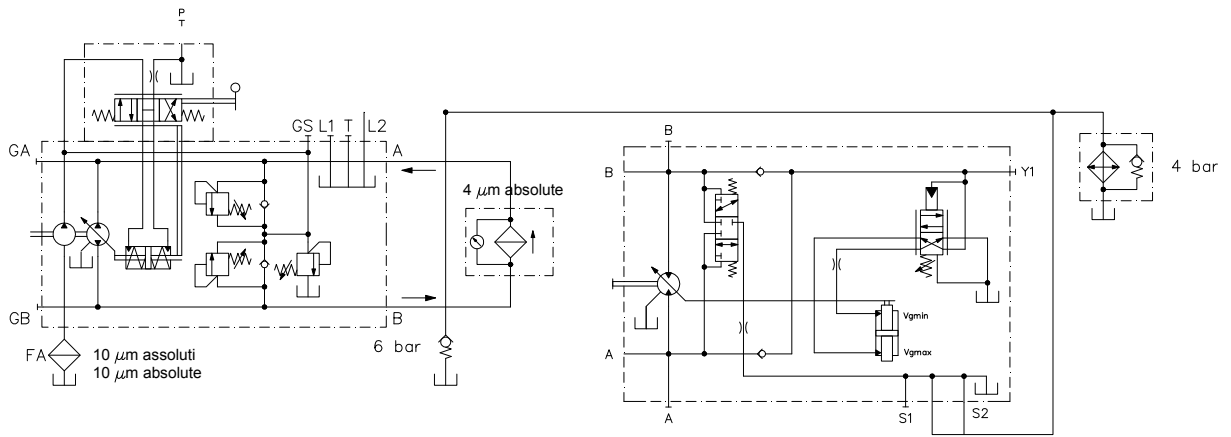 P
T
GS L1 T L2
GA
A
B
4 µm absolute
4 bar
B
Y1
GB
B
Vgmin
Vgmax
6 bar
A
FA
10 µm assoluti
10 µm absolute
A
S1
S2